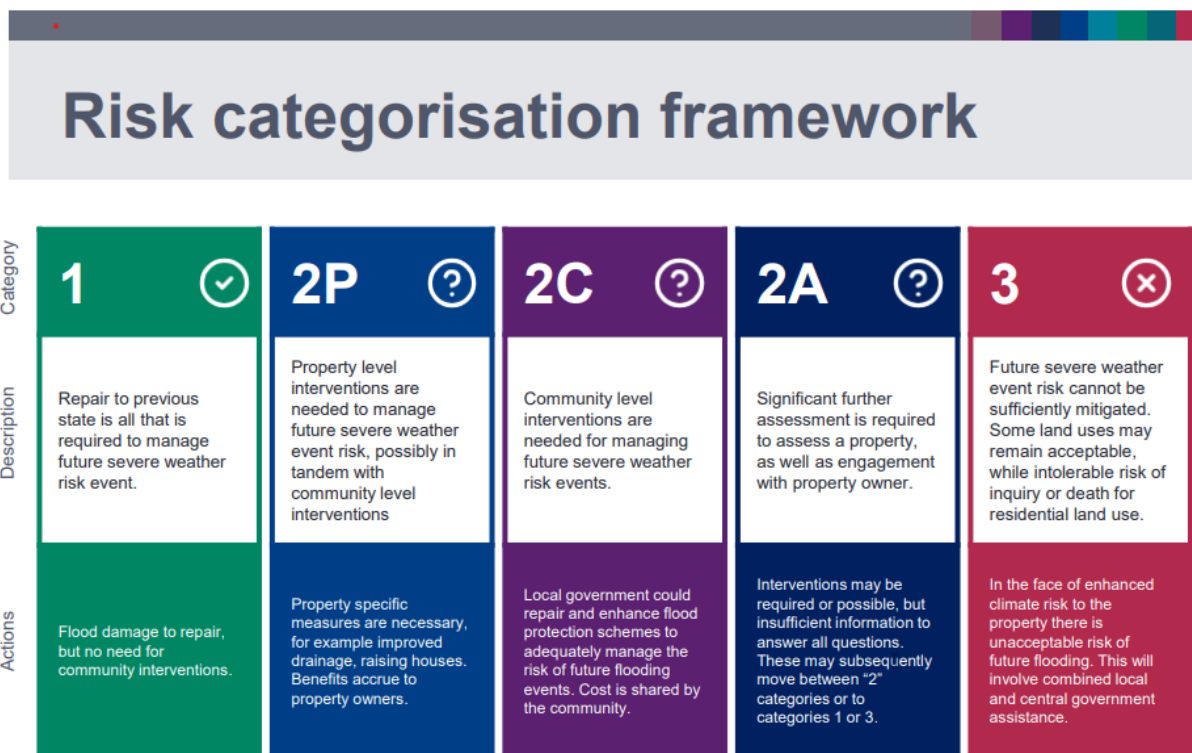 Risk categorisation framework
Category
1
2P
?
2C
?
2A
?
3
Description
Repair to previous
state is all that is
required to manage
future severe weather
risk event.
Property level
interventions are
needed to manage
future severe weather
event risk, possibly in
tandem with
community level
interventions
Community level
interventions are
needed for managing
future severe weather
risk events.
Significant further
assessment is required
to assess a property,
as well as engagement
with property owner.
Future severe weather
event risk cannot be
sufficiently mitigated.
Some land uses may
remain acceptable,
while intolerable risk of
inquiry or death for
residential land use.
Actions
Flood damage to repair,
but no need for
community interventions.
Property specific
measures are necessary,
for example improved
drainage, raising houses.
Benefits accrue to
property owners.
Local government could
repair and enhance flood
protection schemes to
adequately manage the
risk of future flooding
events. Cost is shared by
the community.
Interventions may be
required or possible, but
insufficient information to
answer all questions.
These may subsequently
move between “2”
categories or to
categories 1 or 3.
In the face of enhanced
climate risk to the
property there is
unacceptable risk of
future flooding. This will
involve combined local
and central government
assistance.